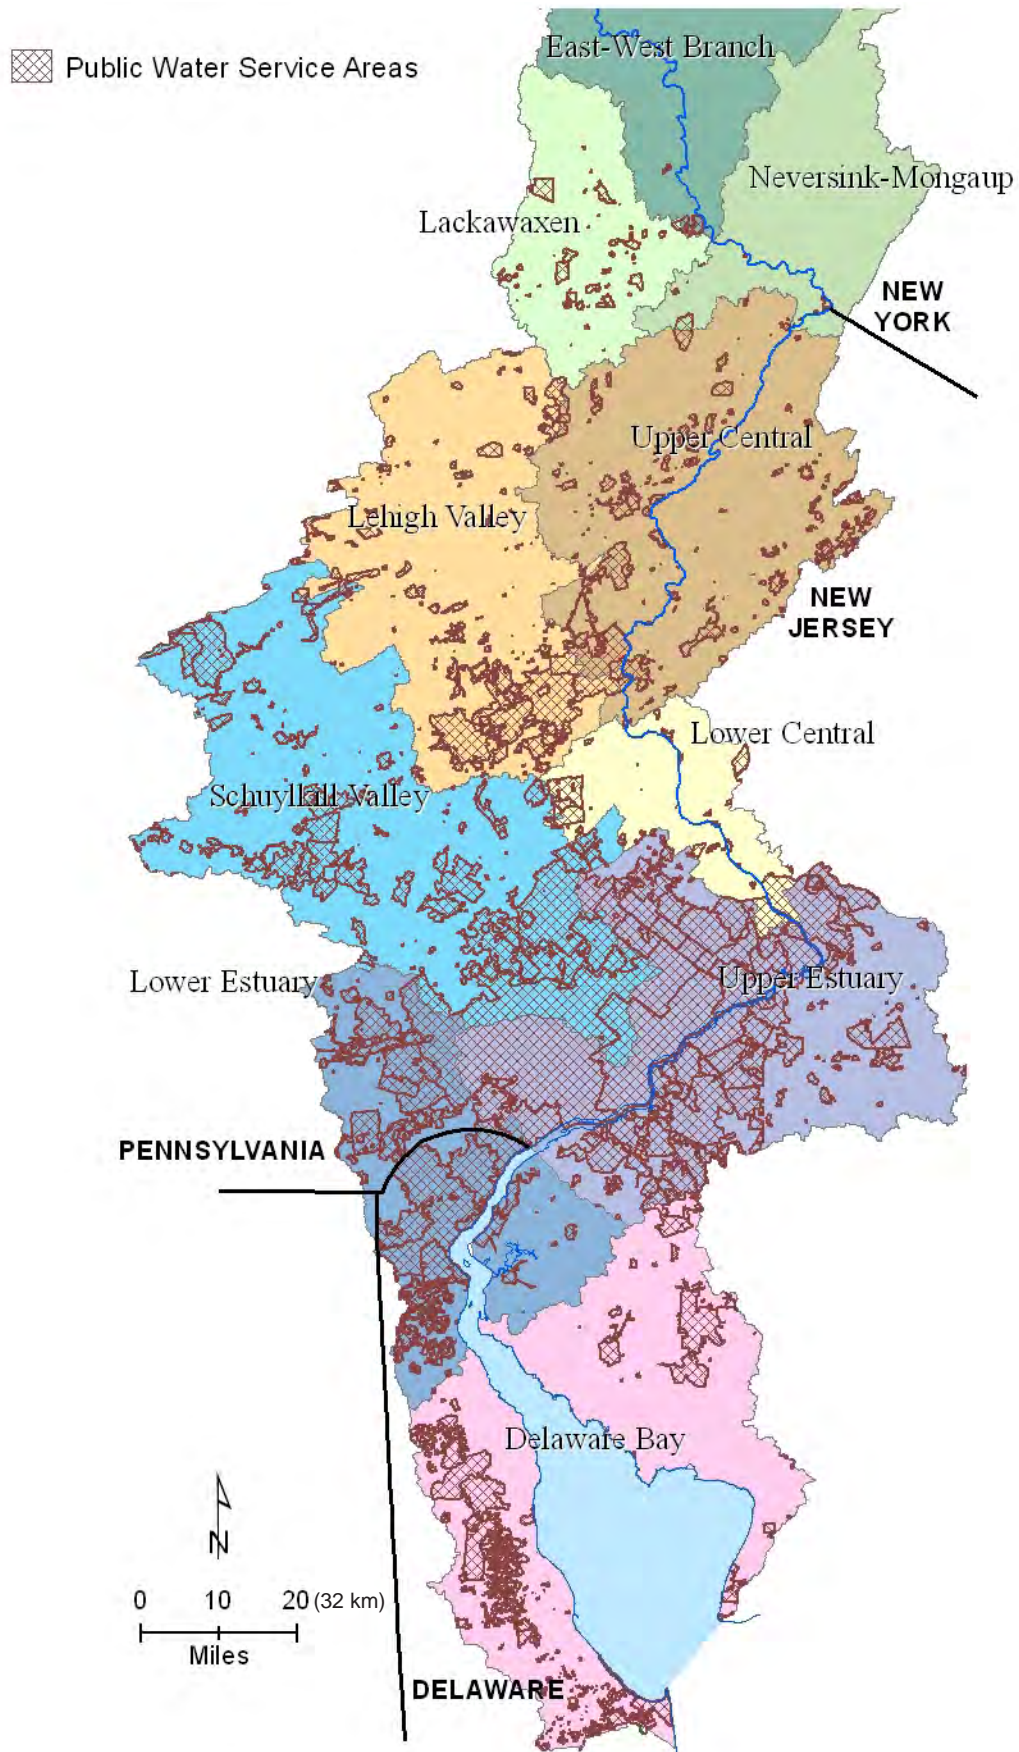 East-West Branch
Public Water Service Areas
Neversink-Mongaup
Lackawaxen
NEW
YORK
Upper Central
Lehigh Valley
NEW
JERSEY
Lower Central
Schuylkill Valley
Lower Estuary
Upper Estuary
PENNSYLVANIA
Delaware Bay
N
0 10 20 (32 km)
Miles
DELAWARE